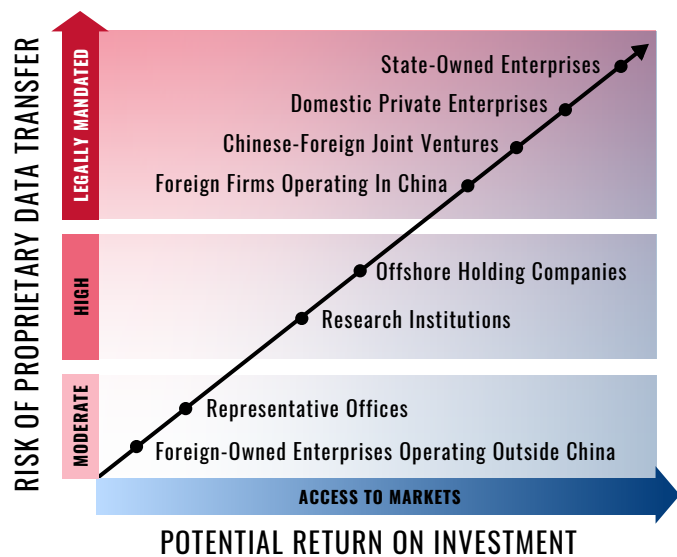 RISK OF PROPRIETARY DATA TRANSFER
LEGALLY MANDATED
State-Owned Enterprises
Domestic Private Enterprises
Chinese-Foreign Joint Ventures
Foreign Firms Operating In China
HIGH
Offshore Holding Companies
Research Institutions
MODERATE
Representative Offices
Foreign-Owned Enterprises Operating Outside China
ACCESS TO MARKETS
POTENTIAL RETURN ON INVESTMENT